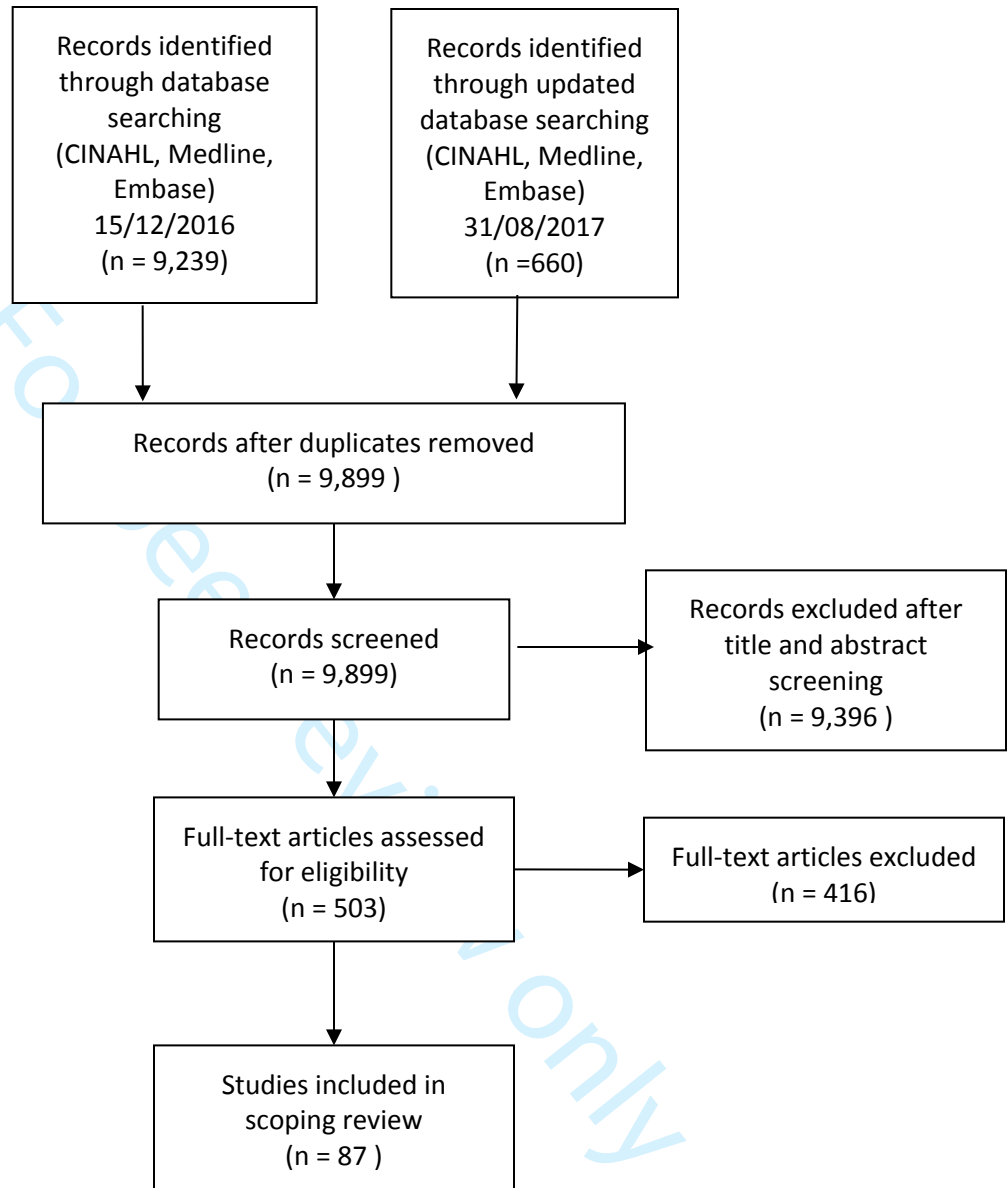 Records identified
through database
searching
(CINAHL, Medline,
Embase)
15/12/2016
(n = 9,239)
Records identified
through updated
database searching
(CINAHL, Medline,
Embase)
31/08/2017
(n =660)
Records after duplicates removed
(n = 9,899 )
Records screened
(n = 9,899)
Records excluded after
title and abstract
screening
(n = 9,396 )
Full-text articles assessed
for eligibility
(n = 503)
Full-text articles excluded
(n = 416)
Studies included in
scoping review
(n = 87 )